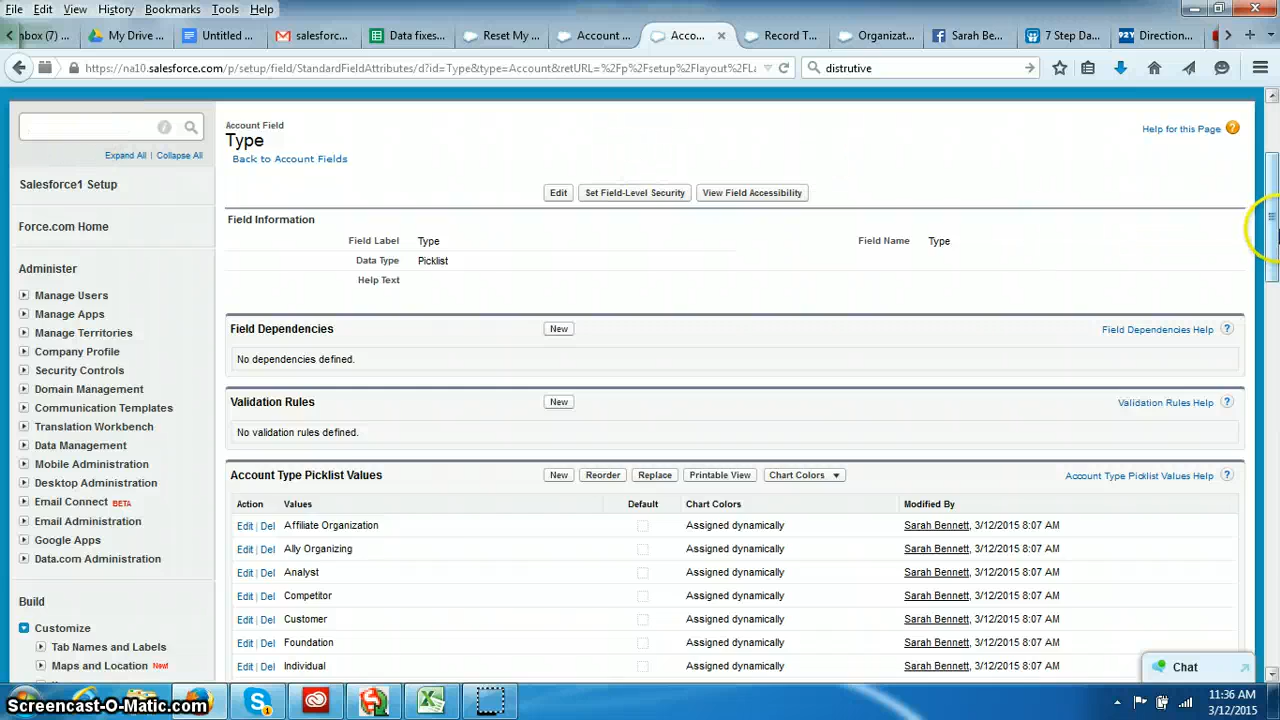 File Edit View History Bookmarks Tools Help
nbox (7) ... My Drive ... Untitled ... salesforc... Data fixes... Reset My ... Account ... Acco... × Record T... Organizat... Sarah Be... 7 Step Da... Direction...
https://na10.salesforce.com/p/setup/field/StandardFieldAttributes/d?id=Type&type=Account&retURL=%2Fp%2Fsetup%2Flayout%2FLa distrutive
Expand All | Collapse All
Salesforce1 Setup
Force.com Home
Administer
Manage Users
Manage Apps
Manage Territories
Company Profile
Security Controls
Domain Management
Communication Templates
Translation Workbench
Data Management
Mobile Administration
Desktop Administration
Email Connect BETA
Email Administration
Google Apps
Data.com Administration
Build
Customize
Tab Names and Labels
Maps and Location New!
Account Field
Type
Back to Account Fields
Help for this Page ?
Edit Set Field-Level Security View Field Accessibility
Field Information
Field Label Type Field Name Type
Data Type Picklist
Help Text
Field Dependencies New Field Dependencies Help ?
No dependencies defined.
Validation Rules New Validation Rules Help ?
No validation rules defined.
Account Type Picklist Values New Reorder Replace Printable View Chart Colors Account Type Picklist Values Help ?
Action Values Default Chart Colors Modified By
Edit | Del Affiliate Organization Assigned dynamically Sarah Bennett, 3/12/2015 8:07 AM
Edit | Del Ally Organizing Assigned dynamically Sarah Bennett, 3/12/2015 8:07 AM
Edit | Del Analyst Assigned dynamically Sarah Bennett, 3/12/2015 8:07 AM
Edit | Del Competitor Assigned dynamically Sarah Bennett, 3/12/2015 8:07 AM
Edit | Del Customer Assigned dynamically Sarah Bennett, 3/12/2015 8:07 AM
Edit | Del Foundation Assigned dynamically Sarah Bennett, 3/12/2015 8:07 AM
Edit | Del Individual Assigned dynamically Sarah Bennett, 3/12/2015 8:07 AM
Chat
Screencast-O-Matic.com
11:36 AM
3/12/2015